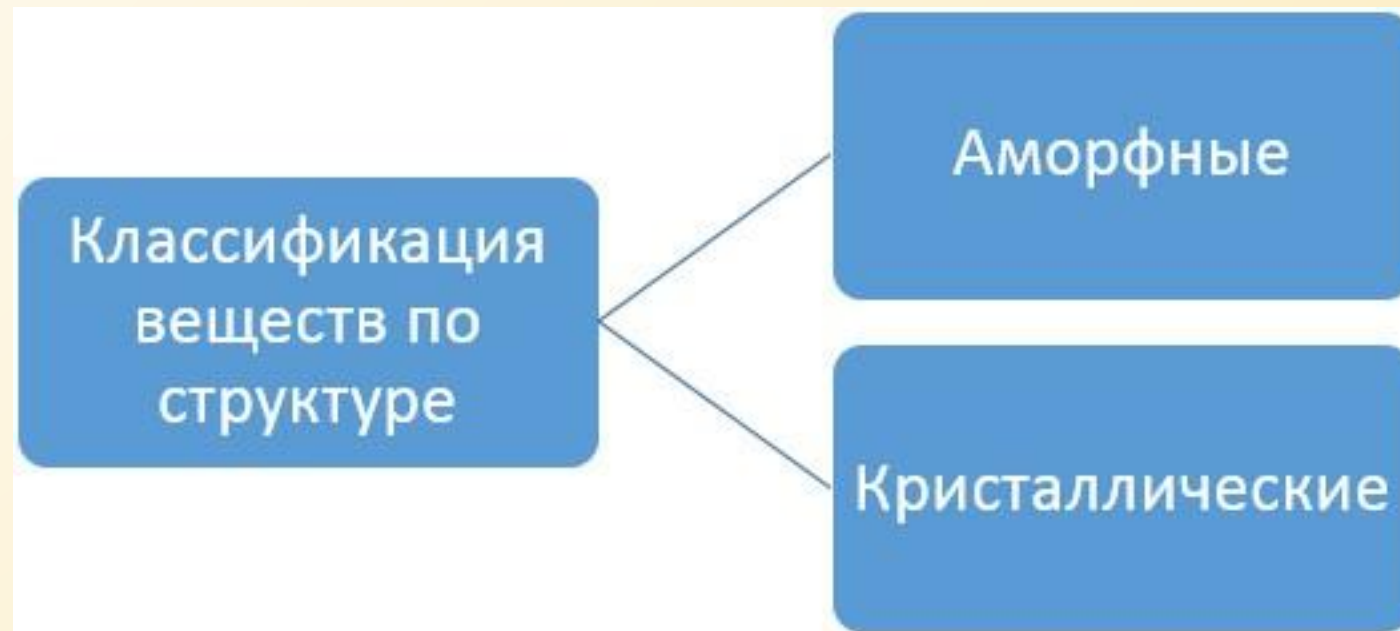 Классификация
веществ по
структуре
Аморфные
Кристаллические